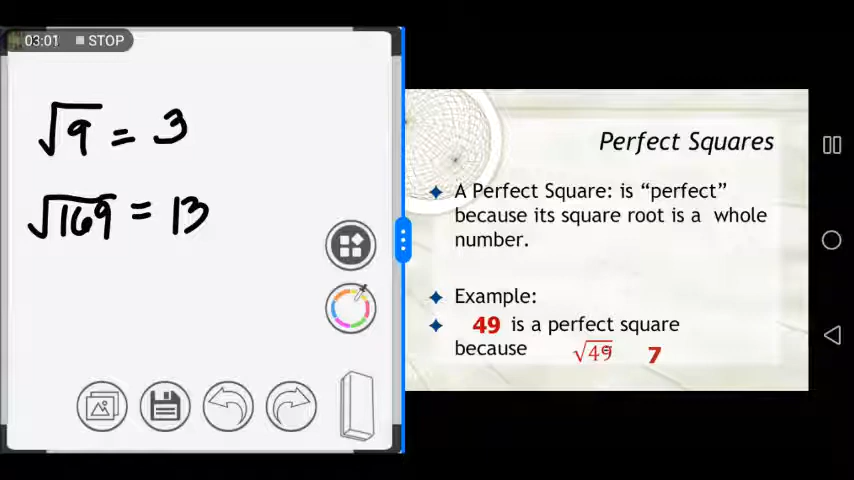 03:01 STOP
√9 = 3
√169 = 13
Perfect Squares
A Perfect Square: is “perfect”
because its square root is a whole
number.
Example:
49 is a perfect square
because √49 7